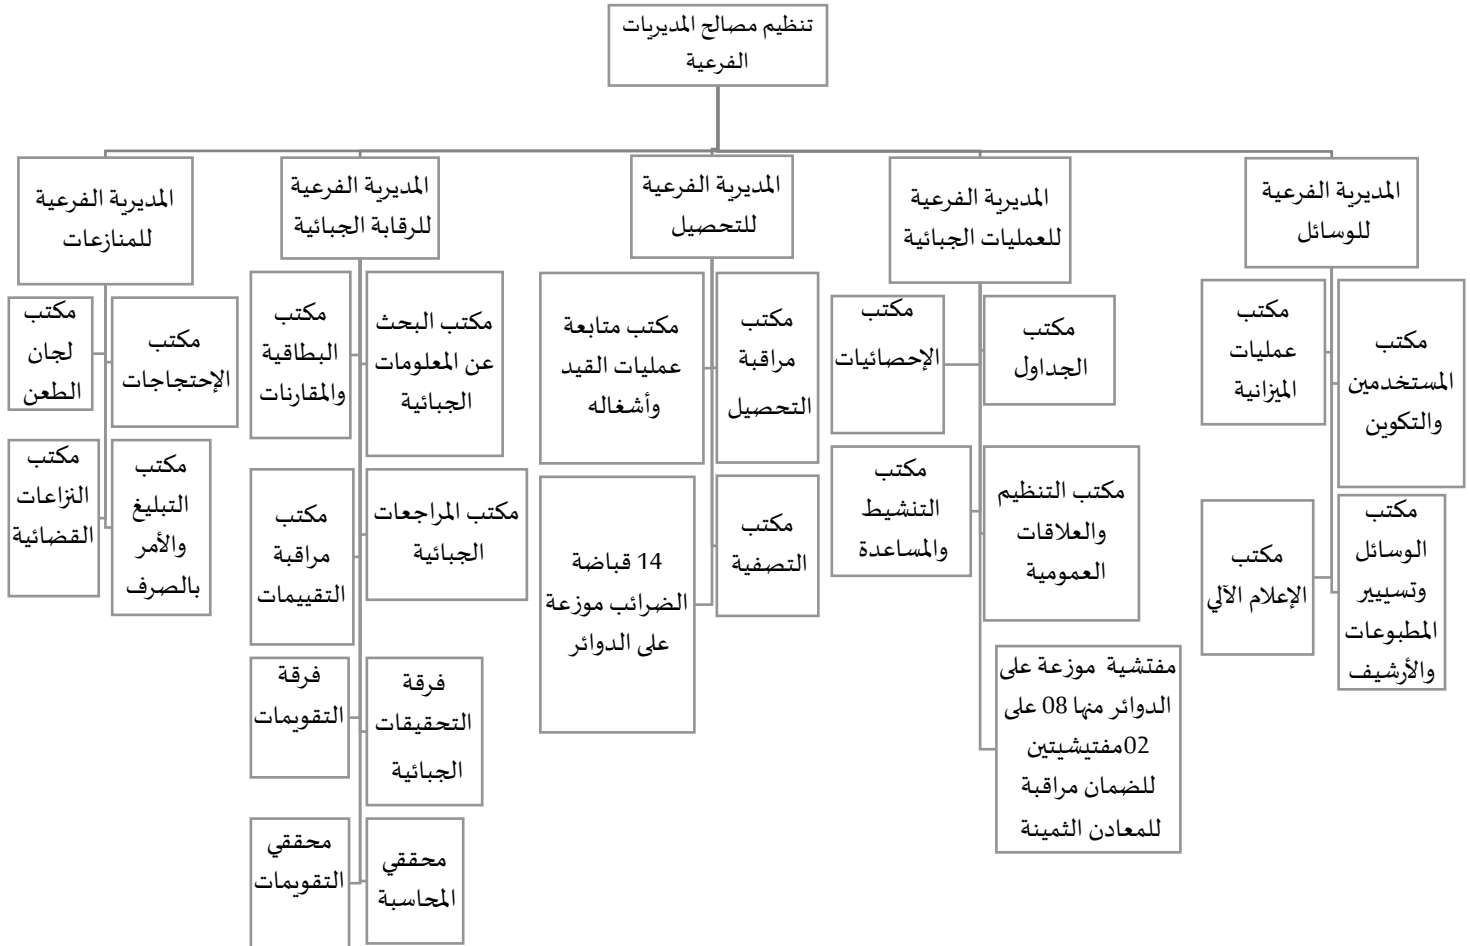 تنظيم مصالح المديريات
الفرعية
المديرية الفرعية
للوسائل
مكتب
المستخدمين
والتكوين
مكتب
عمليات
الميزانية
مكتب
الوسائل
وتسييير
المطبوعات
والأرشيف
مكتب
الإعلام الآلي
المديرية الفرعية
للعمليات الجبائية
مكتب
الجداول
مكتب
الإحصائيات
مكتب التنظيم
والعلاقات
العمومية
مكتب
التنشيط
والمساعدة
مفتشية موزعة على
الدوائر منها 08 على
02مفتيشيتين
للضمان مراقبة
للمعادن الثمينة
المديرية الفرعية
للتحصيل
مكتب
مراقبة
التحصيل
مكتب متابعة
عمليات القيد
وأشغاله
مكتب
التصفية
14 قباضة
الضرائب موزعة
على الدوائر
المديرية الفرعية
للرقابة الجبائية
مكتب البحث
عن المعلومات
الجبائية
مكتب
البطاقية
والمقارنات
مكتب المراجعات
الجبائية
مكتب
مراقبة
التقييمات
فرقة
التحقيقات
الجبائية
فرقة
التقويمات
محققي
المحاسبة
محققي
التقويمات
المديرية الفرعية
للمنازعات
مكتب
الإحتجاجات
مكتب
لجان
الطعن
مكتب
التبليغ
والأمر
بالصرف
مكتب
النزاعات
القضائية